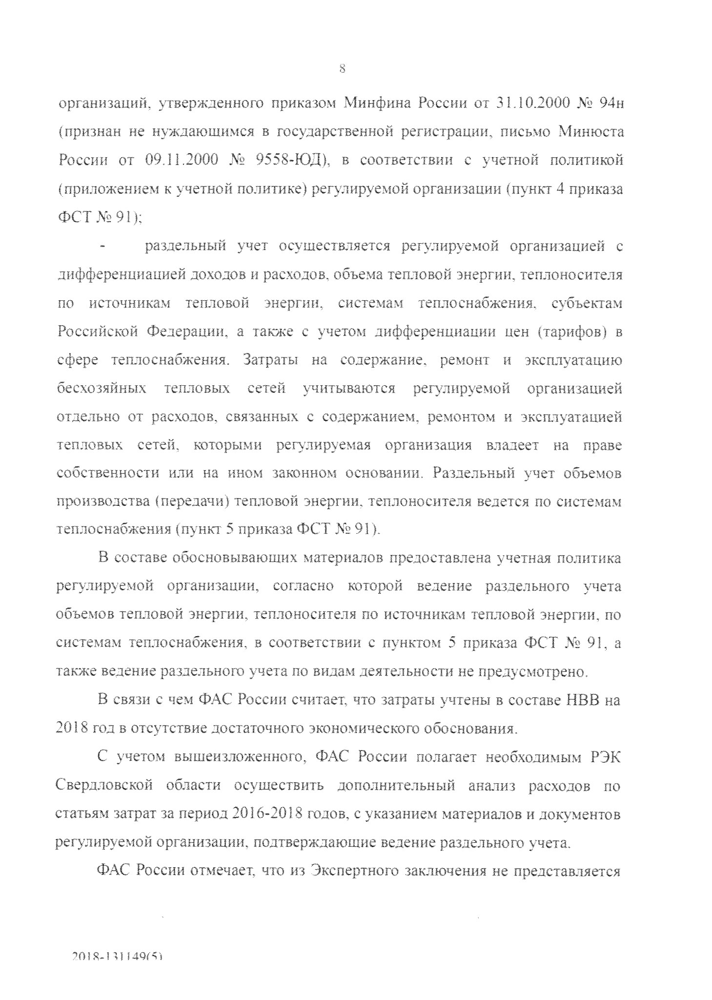 8
организаций, утвержденного приказом Минфина России от 31.10.2000 № 94н
(признан не нуждающимся в государственной регистрации, письмо Минюста
России от 09.11.2000 № 9558-ЮД), в соответствии с учетной политикой
(приложением к учетной политике) регулируемой организации (пункт 4 приказа
ФСТ № 91);
- раздельный учет осуществляется регулируемой организацией с
дифференциацией доходов и расходов, объема тепловой энергии, теплоносителя
по источникам тепловой энергии, системам теплоснабжения, субъектам
Российской Федерации, а также с учетом дифференциации цен (тарифов) в
сфере теплоснабжения. Затраты на содержание, ремонт и эксплуатацию
бесхозяйных тепловых сетей учитываются регулируемой организацией
отдельно от расходов, связанных с содержанием, ремонтом и эксплуатацией
тепловых сетей, которыми регулируемая организация владеет на праве
собственности или на ином законном основании. Раздельный учет объемов
производства (передачи) тепловой энергии, теплоносителя ведется по системам
теплоснабжения (пункт 5 приказа ФСТ № 91).
В составе обосновывающих материалов предоставлена учетная политика
регулируемой организации, согласно которой ведение раздельного учета
объемов тепловой энергии, теплоносителя по источникам тепловой энергии, по
системам теплоснабжения, в соответствии с пунктом 5 приказа ФСТ № 91, а
также ведение раздельного учета по видам деятельности не предусмотрено.
В связи с чем ФАС России считает, что затраты учтены в составе НВВ на
2018 год в отсутствие достаточного экономического обоснования.
С учетом вышеизложенного, ФАС России полагает необходимым РЭК
Свердловской области осуществить дополнительный анализ расходов по
статьям затрат за период 2016-2018 годов, с указанием материалов и документов
регулируемой организации, подтверждающие ведение раздельного учета.
ФАС России отмечает, что из Экспертного заключения не представляется
2018-131149(5)